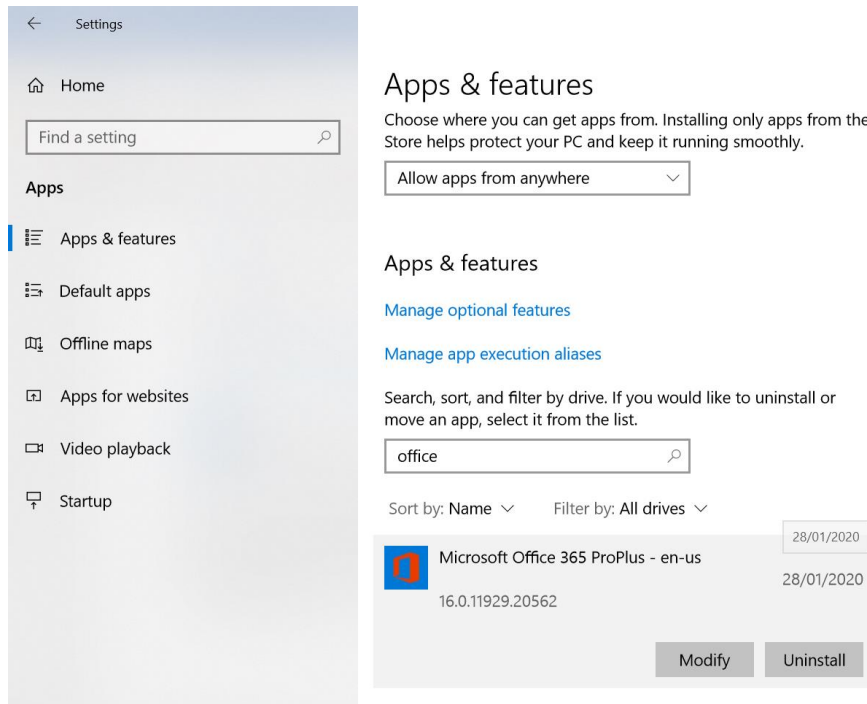 Settings
Home
Find a setting
Apps
Apps & features
Default apps
Offline maps
Apps for websites
Video playback
Startup
Apps & features
Choose where you can get apps from. Installing only apps from the
Store helps protect your PC and keep it running smoothly.
Allow apps from anywhere
Apps & features
Manage optional features
Manage app execution aliases
Search, sort, and filter by drive. If you would like to uninstall or
move an app, select it from the list.
office
Sort by: Name Filter by: All drives
28/01/2020
Microsoft Office 365 ProPlus - en-us
28/01/2020
16.0.11929.20562
Modify Uninstall